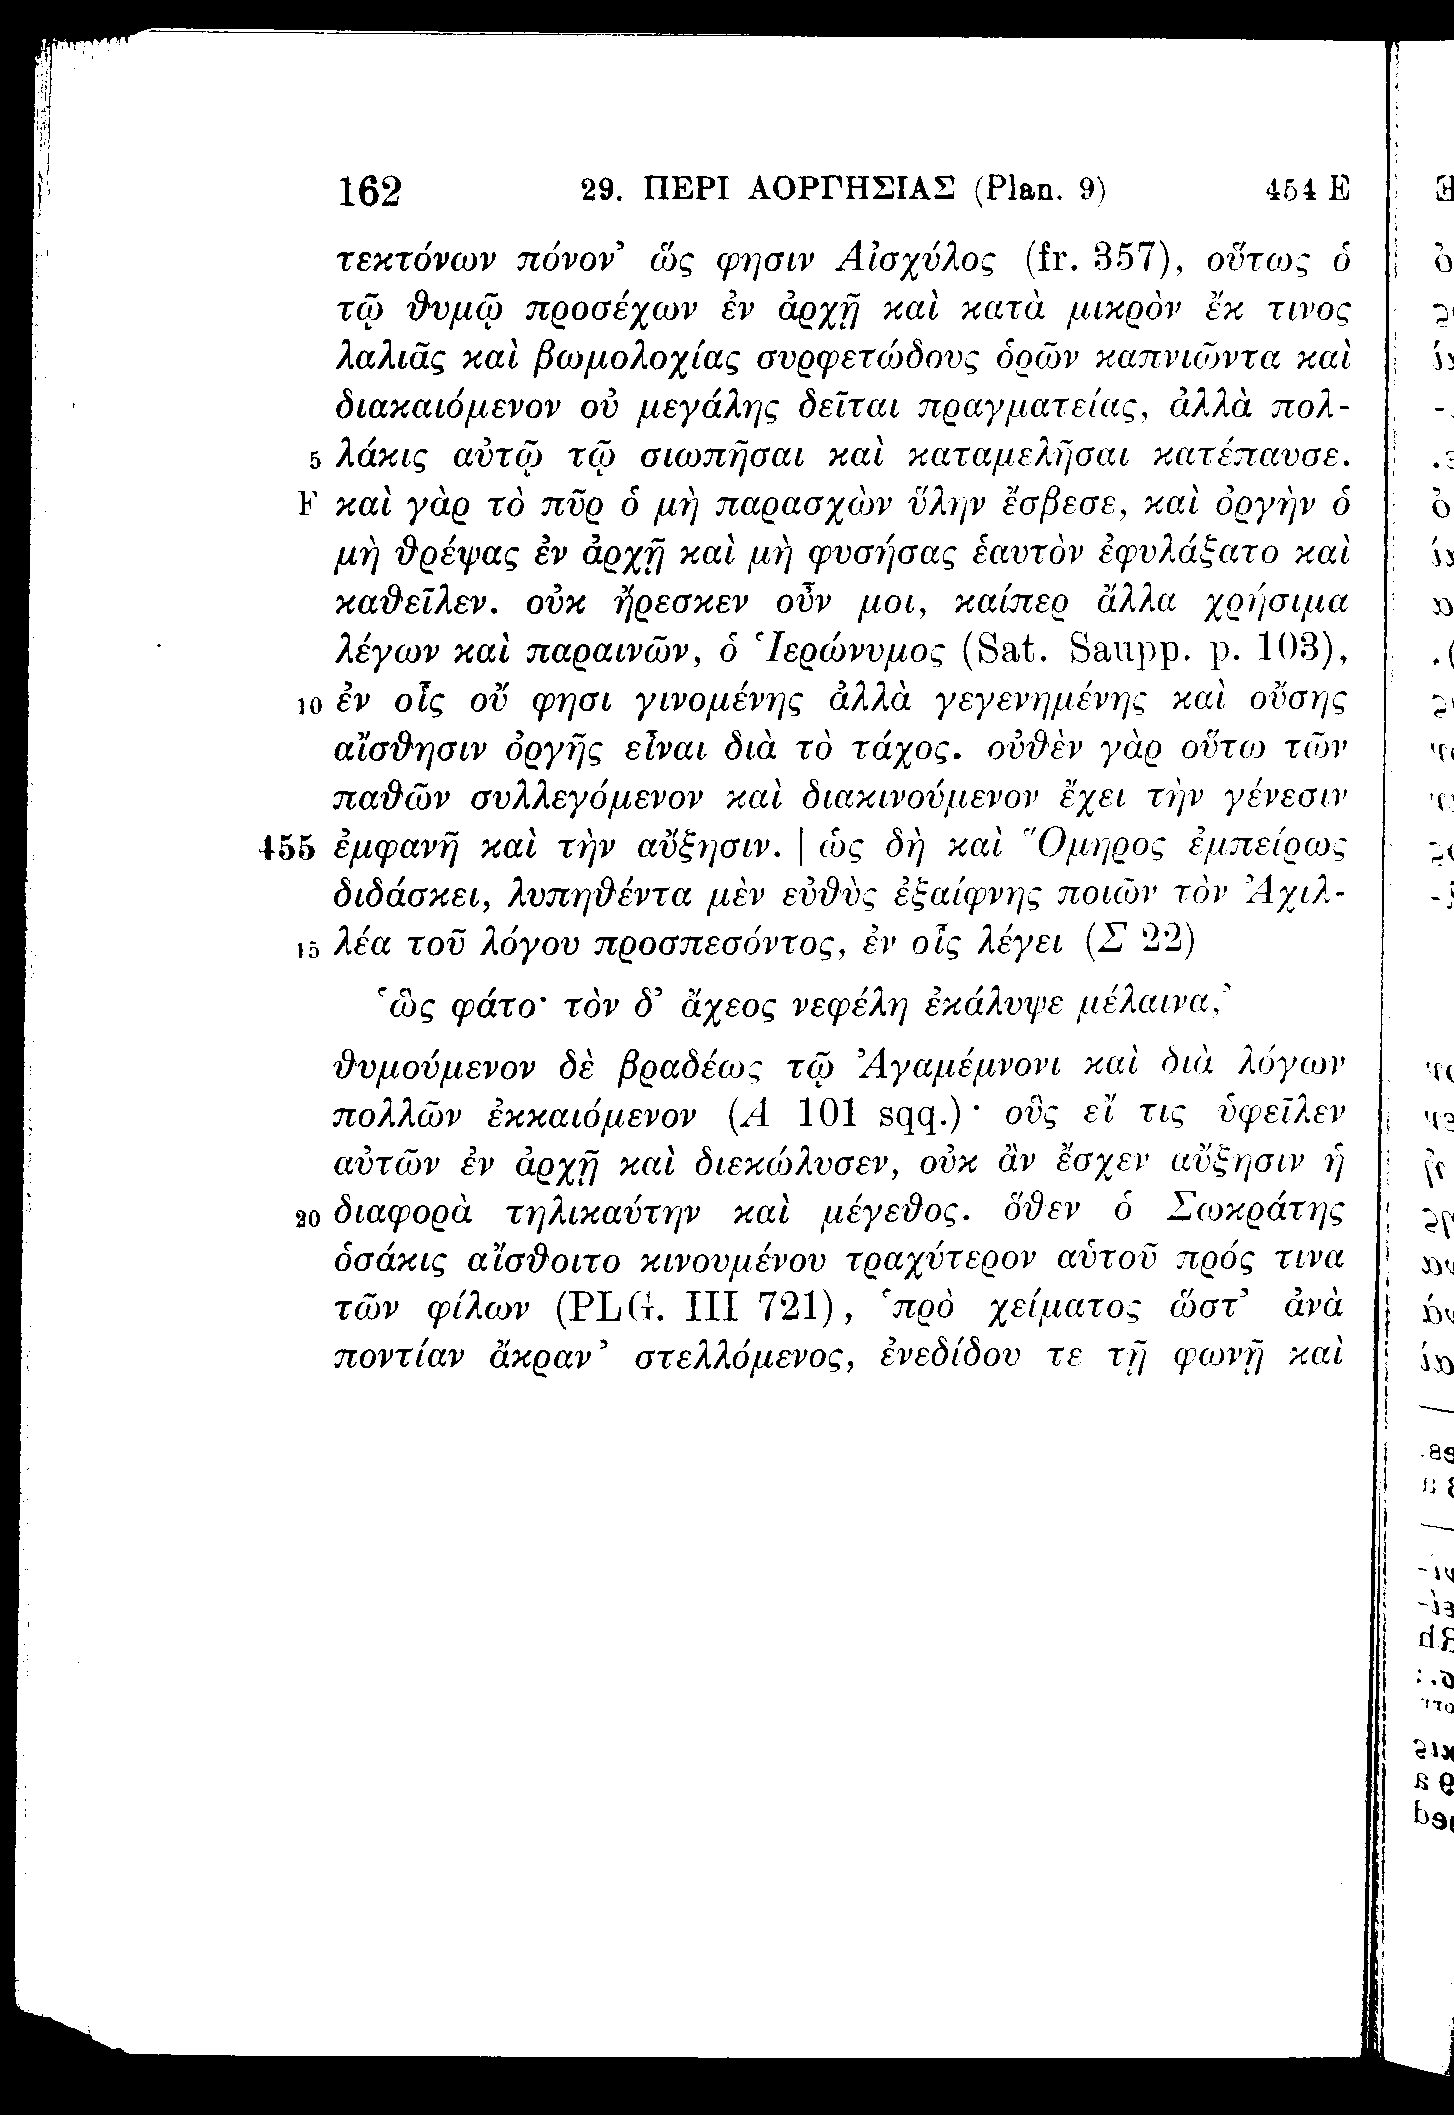 162 29. ΠΕΡΙ ΑΟΡΓΗΣΙΑΣ (Plan. 9) 454 E
τεκτόνων πόνον’ ὥς φησιν Αἰσχύλος (fr. 357), οὕτως ὁ
τῷ θυμῷ προσέχων ἐν ἀρχῇ καὶ κατὰ μικρὸν ἔκ τινος
λαλιᾶς καὶ βωμολοχίας συρφετώδους ὁρῶν καπνιῶντα καὶ
διακαιόμενον οὐ μεγάλης δεῖται πραγματείας, ἀλλὰ πολ-
5 λάκις αὐτῷ τῷ σιωπῆσαι καὶ καταμελῆσαι κατέπαυσε.
F καὶ γὰρ τὸ πῦρ ὁ μὴ παρασχὼν ὕλην ἔσβεσε, καὶ ὀργὴν ὁ
μὴ θρέψας ἐν ἀρχῇ καὶ μὴ φυσήσας ἑαυτὸν ἐφυλάξατο καὶ
καθεῖλεν. οὐκ ἤρεσκεν οὖν μοι, καίπερ ἄλλα χρήσιμα
λέγων καὶ παραινῶν, ὁ Ἱερώνυμος (Sat. Saupp. p. 103),
10 ἐν οἷς οὔ φησι γινομένης ἀλλὰ γεγενημένης καὶ οὔσης
αἴσθησιν ὀργῆς εἶναι διὰ τὸ τάχος. οὐθὲν γὰρ οὕτω τῶν
παθῶν συλλεγόμενον καὶ διακινούμενον ἔχει τὴν γένεσιν
455 ἐμφανῆ καὶ τὴν αὔξησιν. | ὡς δὴ καὶ Ὅμηρος ἐμπείρως
διδάσκει, λυπηθέντα μὲν εὐθὺς ἐξαίφνης ποιῶν τὸν Ἀχιλ-
15 λέα τοῦ λόγου προσπεσόντος, ἐν οἷς λέγει (Σ 22)
‘ὣς φάτο· τὸν δ’ ἄχεος νεφέλη ἐκάλυψε μέλαινα,’
θυμούμενον δὲ βραδέως τῷ Ἀγαμέμνονι καὶ διὰ λόγων
πολλῶν ἐκκαιόμενον (Α 101 sqq.)· οὓς εἴ τις ὑφεῖλεν
αὐτῶν ἐν ἀρχῇ καὶ διεκώλυσεν, οὐκ ἂν ἔσχεν αὔξησιν ἡ
20 διαφορὰ τηλικαύτην καὶ μέγεθος. ὅθεν ὁ Σωκράτης
ὁσάκις αἴσθοιτο κινουμένου τραχύτερον αὑτοῦ πρός τινα
τῶν φίλων (PLG. III 721), ‘πρὸ χείματος ὥστ’ ἀνὰ
ποντίαν ἄκραν’ στελλόμενος, ἐνεδίδου τε τῇ φωνῇ καὶ